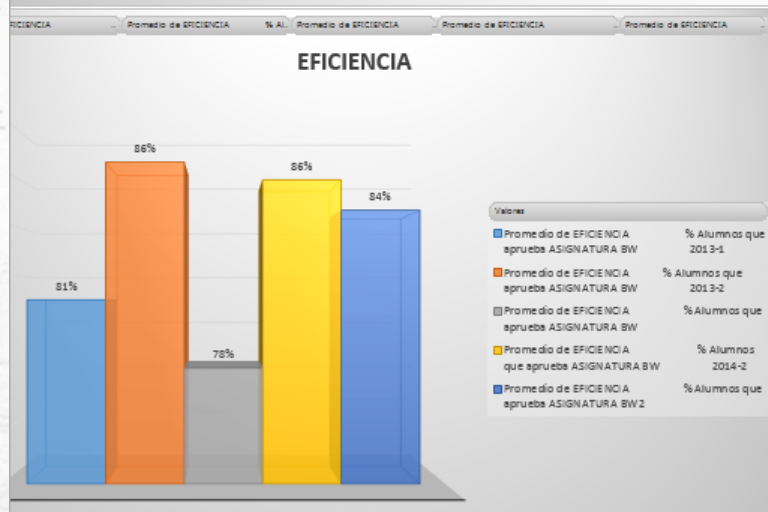 FICIENCIA
Promedio de EFICIENCIA % Al..
Promedio de EFICIENCIA
Promedio de EFICIENCIA
Promedio de EFICIENCIA
EFICIENCIA
86%
86%
84%
81%
78%
Valores
Promedio de EFICIENCIA % Alumnos que
aprueba ASIGNATURA BW 2013-1
Promedio de EFICIENCIA % Alumnos que
aprueba ASIGNATURA BW 2013-2
Promedio de EFICIENCIA % Alumnos que
aprueba ASIGNATURA BW
Promedio de EFICIENCIA % Alumnos
que aprueba ASIGNATURA BW 2014-2
Promedio de EFICIENCIA % Alumnos que
aprueba ASIGNATURA BW2